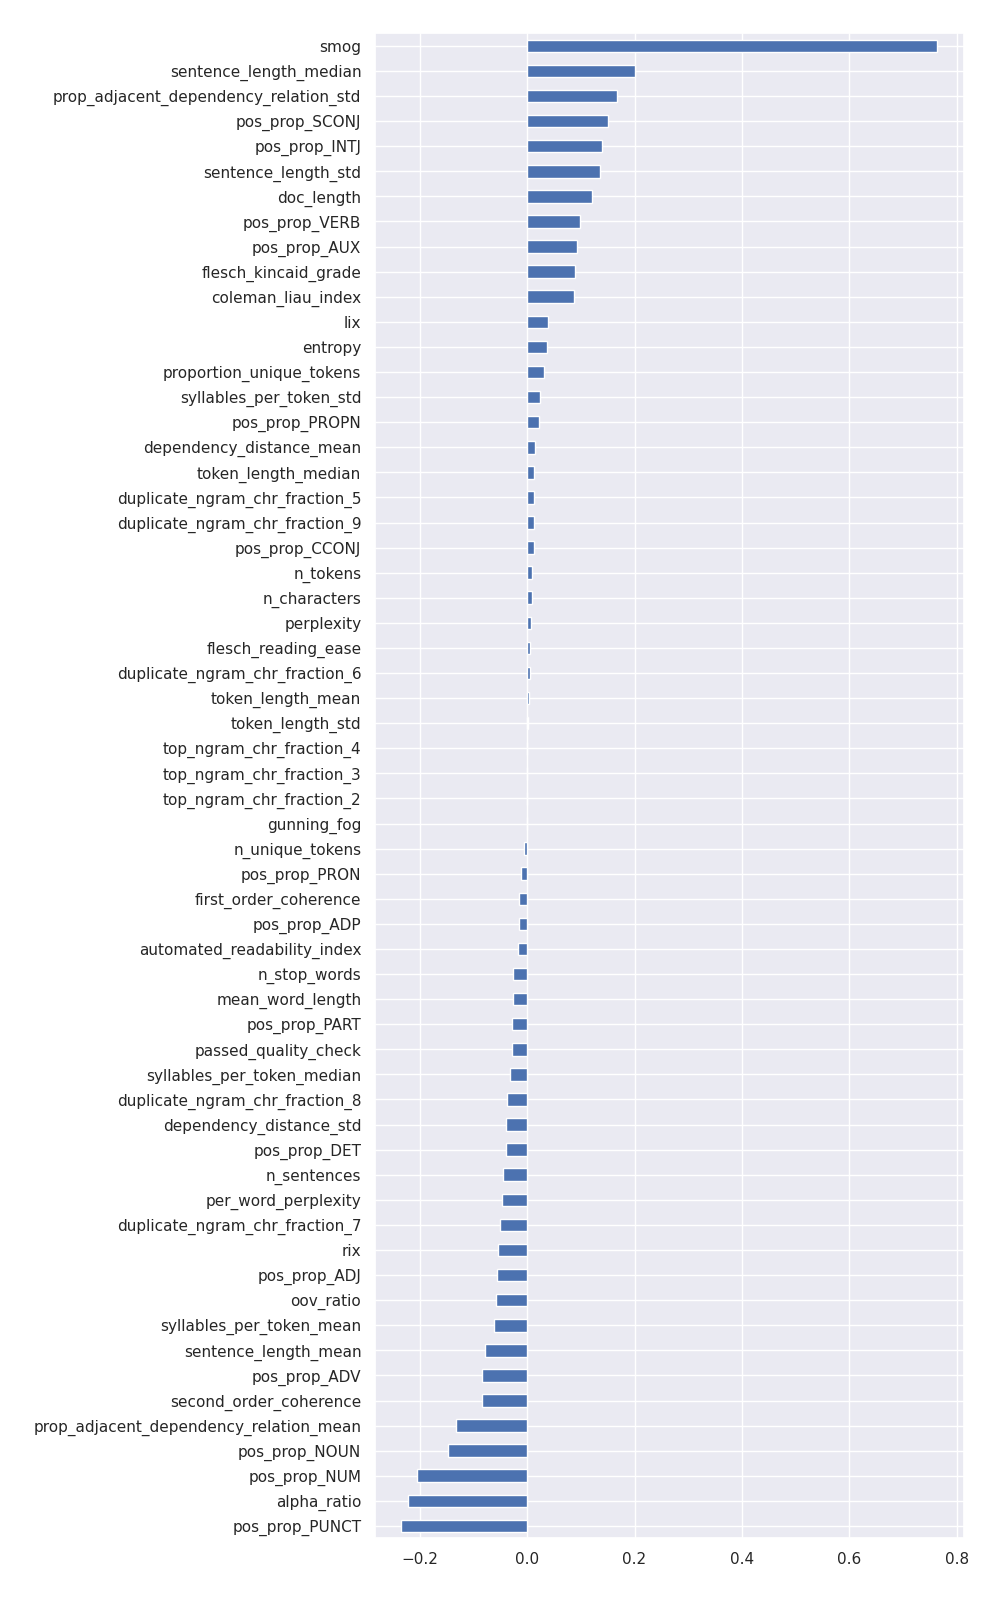 smog
sentence_length_median
prop_adjacent_dependency_relation_std
pos_prop_SCONJ
pos_prop_INTJ
sentence_length_std
doc_length
pos_prop_VERB
pos_prop_AUX
flesch_kincaid_grade
coleman_liau_index
lix
entropy
proportion_unique_tokens
syllables_per_token_std
pos_prop_PROPN
dependency_distance_mean
token_length_median
duplicate_ngram_chr_fraction_5
duplicate_ngram_chr_fraction_9
pos_prop_CCONJ
n_tokens
n_characters
perplexity
flesch_reading_ease
duplicate_ngram_chr_fraction_6
token_length_mean
token_length_std
top_ngram_chr_fraction_4
top_ngram_chr_fraction_3
top_ngram_chr_fraction_2
gunning_fog
n_unique_tokens
pos_prop_PRON
first_order_coherence
pos_prop_ADP
automated_readability_index
n_stop_words
mean_word_length
pos_prop_PART
passed_quality_check
syllables_per_token_median
duplicate_ngram_chr_fraction_8
dependency_distance_std
pos_prop_DET
n_sentences
per_word_perplexity
duplicate_ngram_chr_fraction_7
rix
pos_prop_ADJ
oov_ratio
syllables_per_token_mean
sentence_length_mean
pos_prop_ADV
second_order_coherence
prop_adjacent_dependency_relation_mean
pos_prop_NOUN
pos_prop_NUM
alpha_ratio
pos_prop_PUNCT
−0.2 0.0 0.2 0.4 0.6 0.8